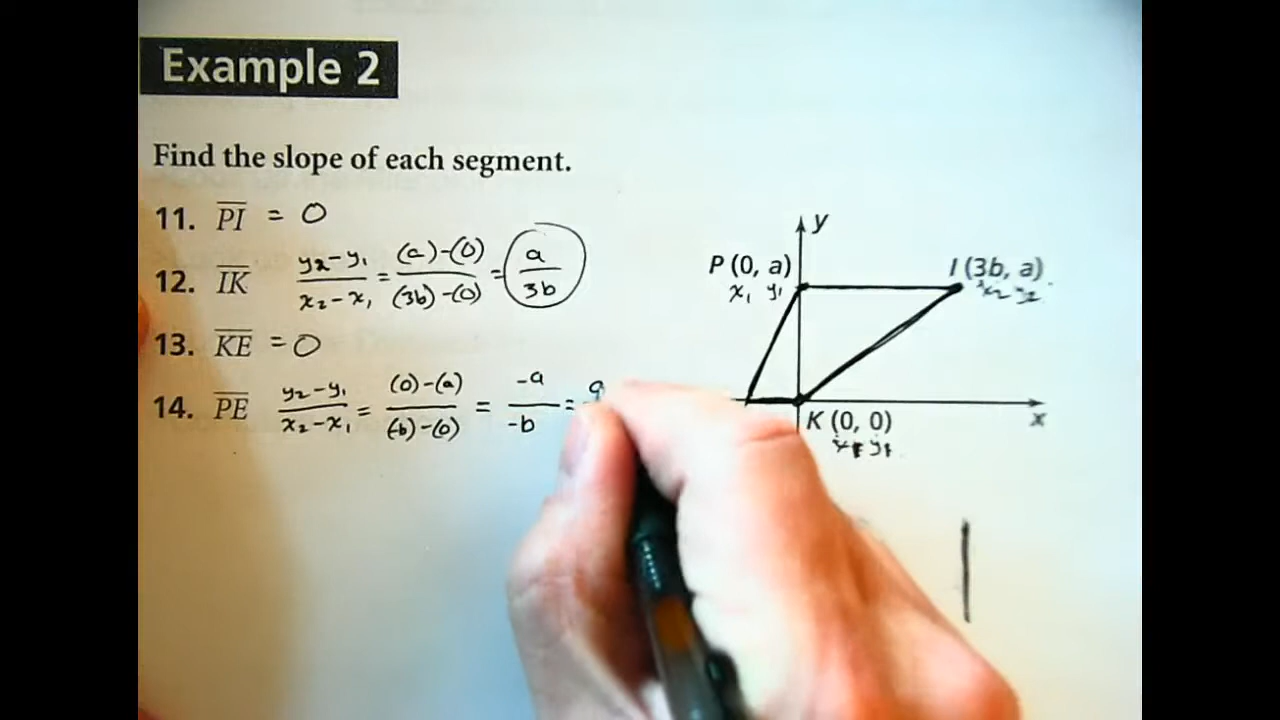 Example 2
Find the slope of each segment.
11. PI = 0
12. IK y₂-y₁/x₂-x₁ = (a)-(0)/(3b)-(0) = a/3b
13. KE = 0
14. PE y₂-y₁/x₂-x₁ = (0)-(a)/(-b)-(0) = -a/-b = a
y
P (0, a)
x₁ y₁
I (3b, a)
x₂ y₂
K (0, 0)
x